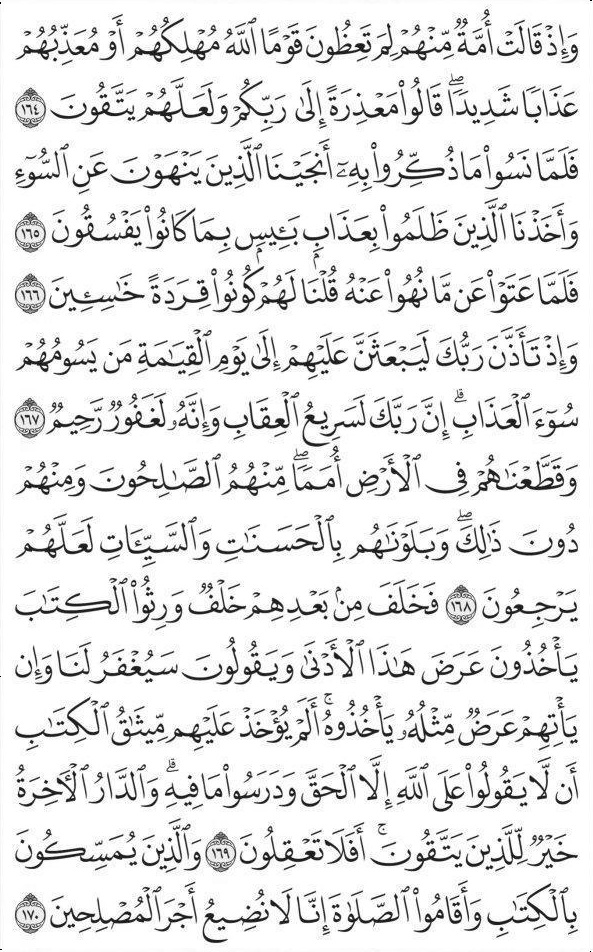 وَإِذْ قَالَتْ أُمَّةٌ مِّنْهُمْ لِمَ تَعِظُونَ قَوْمًا ٱللَّهُ مُهْلِكُهُمْ أَوْ مُعَذِّبُهُمْ
عَذَابًا شَدِيدًاۖ قَالُوا۟ مَعْذِرَةً إِلَىٰ رَبِّكُمْ وَلَعَلَّهُمْ يَتَّقُونَ ١٦٤
فَلَمَّا نَسُوا۟ مَا ذُكِّرُوا۟ بِهِۦٓ أَنجَيْنَا ٱلَّذِينَ يَنْهَوْنَ عَنِ ٱلسُّوٓءِ
وَأَخَذْنَا ٱلَّذِينَ ظَلَمُوا۟ بِعَذَابٍۭ بَـِٔيسٍۭ بِمَا كَانُوا۟ يَفْسُقُونَ ١٦٥
فَلَمَّا عَتَوْا۟ عَن مَّا نُهُوا۟ عَنْهُ قُلْنَا لَهُمْ كُونُوا۟ قِرَدَةً خَـٰسِـِٔينَ ١٦٦
وَإِذْ تَأَذَّنَ رَبُّكَ لَيَبْعَثَنَّ عَلَيْهِمْ إِلَىٰ يَوْمِ ٱلْقِيَـٰمَةِ مَن يَسُومُهُمْ
سُوٓءَ ٱلْعَذَابِۗ إِنَّ رَبَّكَ لَسَرِيعُ ٱلْعِقَابِ وَإِنَّهُۥ لَغَفُورٌ رَّحِيمٌ ١٦٧
وَقَطَّعْنَـٰهُمْ فِى ٱلْأَرْضِ أُمَمًاۖ مِّنْهُمُ ٱلصَّـٰلِحُونَ وَمِنْهُمْ
دُونَ ذَٰلِكَۖ وَبَلَوْنَـٰهُم بِٱلْحَسَنَـٰتِ وَٱلسَّيِّـَٔاتِ لَعَلَّهُمْ
يَرْجِعُونَ ١٦٨ فَخَلَفَ مِنۢ بَعْدِهِمْ خَلْفٌ وَرِثُوا۟ ٱلْكِتَـٰبَ
يَأْخُذُونَ عَرَضَ هَـٰذَا ٱلْأَدْنَىٰ وَيَقُولُونَ سَيُغْفَرُ لَنَا وَإِن
يَأْتِهِمْ عَرَضٌ مِّثْلُهُۥ يَأْخُذُوهُۚ أَلَمْ يُؤْخَذْ عَلَيْهِم مِّيثَـٰقُ ٱلْكِتَـٰبِ
أَن لَّا يَقُولُوا۟ عَلَى ٱللَّهِ إِلَّا ٱلْحَقَّ وَدَرَسُوا۟ مَا فِيهِۗ وَٱلدَّارُ ٱلْـَٔاخِرَةُ
خَيْرٌ لِّلَّذِينَ يَتَّقُونَۚ أَفَلَا تَعْقِلُونَ ١٦٩ وَٱلَّذِينَ يُمَسِّكُونَ
بِٱلْكِتَـٰبِ وَأَقَامُوا۟ ٱلصَّلَوٰةَ إِنَّا لَا نُضِيعُ أَجْرَ ٱلْمُصْلِحِينَ ١٧٠